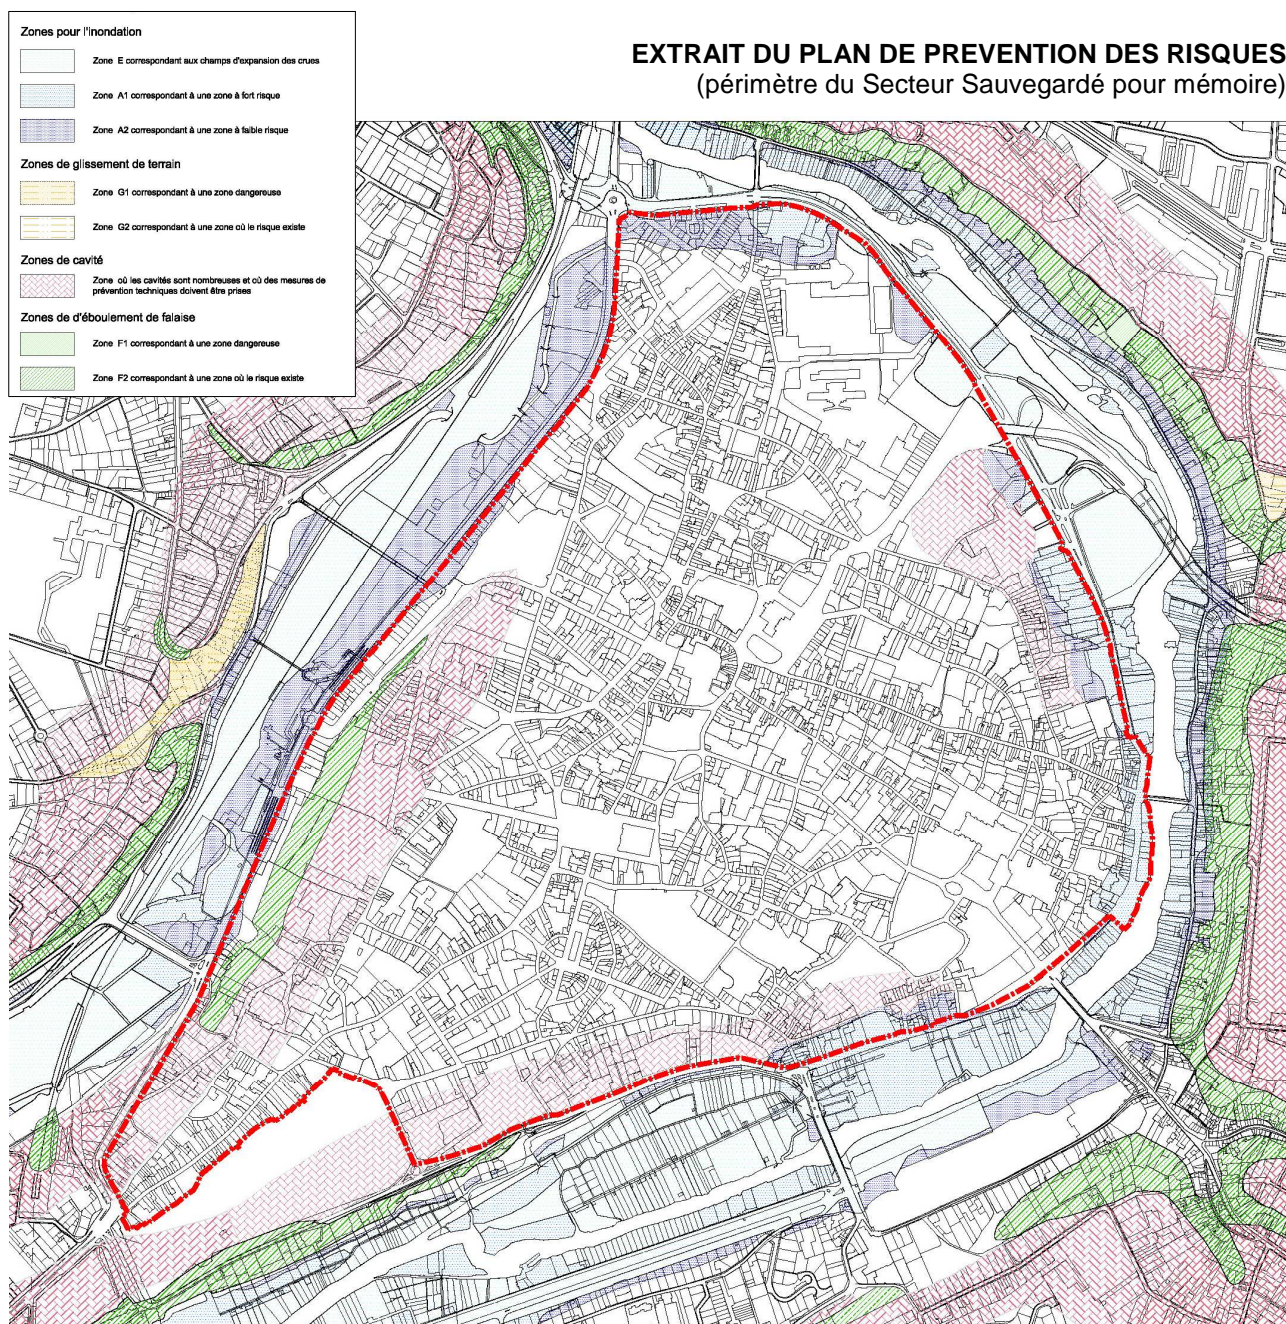 Zones pour l'inondation
Zone E correspondant aux champs d'expansion des crues
Zone A1 correspondant à une zone à fort risque
Zone A2 correspondant à une zone à faible risque
Zones de glissement de terrain
Zone G1 correspondant à une zone dangereuse
Zone G2 correspondant à une zone où le risque existe
Zones de cavité
Zone où les cavités sont nombreuses et où des mesures de
prévention techniques doivent être prises
Zones de d'éboulement de falaise
Zone F1 correspondant à une zone dangereuse
Zone F2 correspondant à une zone où le risque existe
EXTRAIT DU PLAN DE PREVENTION DES RISQUES
(périmètre du Secteur Sauvegardé pour mémoire)